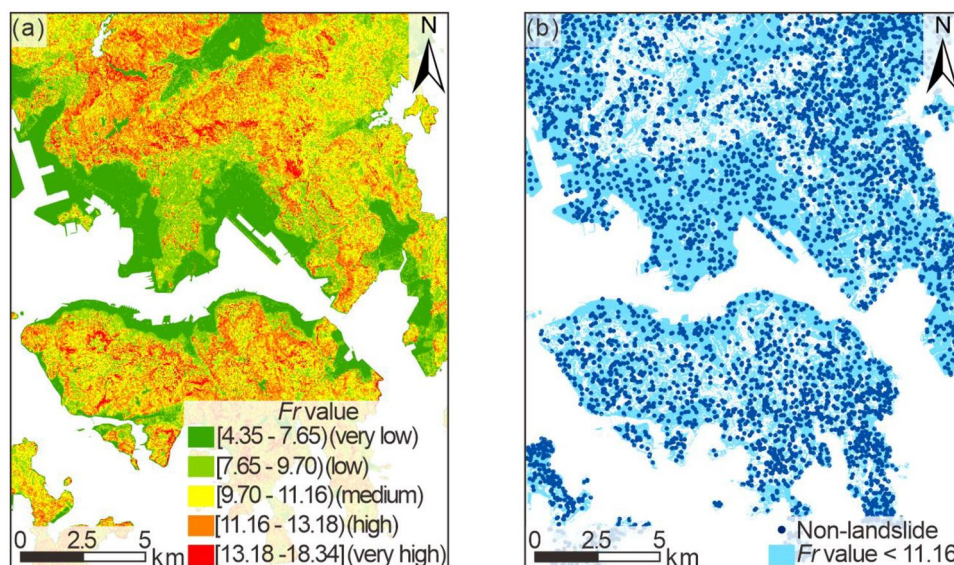 (a)
N
Fr value
[4.35 - 7.65) (very low)
[7.65 - 9.70) (low)
[9.70 - 11.16) (medium)
[11.16 - 13.18) (high)
[13.18 -18.34] (very high)
0 2.5 5
km
(b)
N
Non-landslide
Fr value < 11.16
0 2.5 5
km